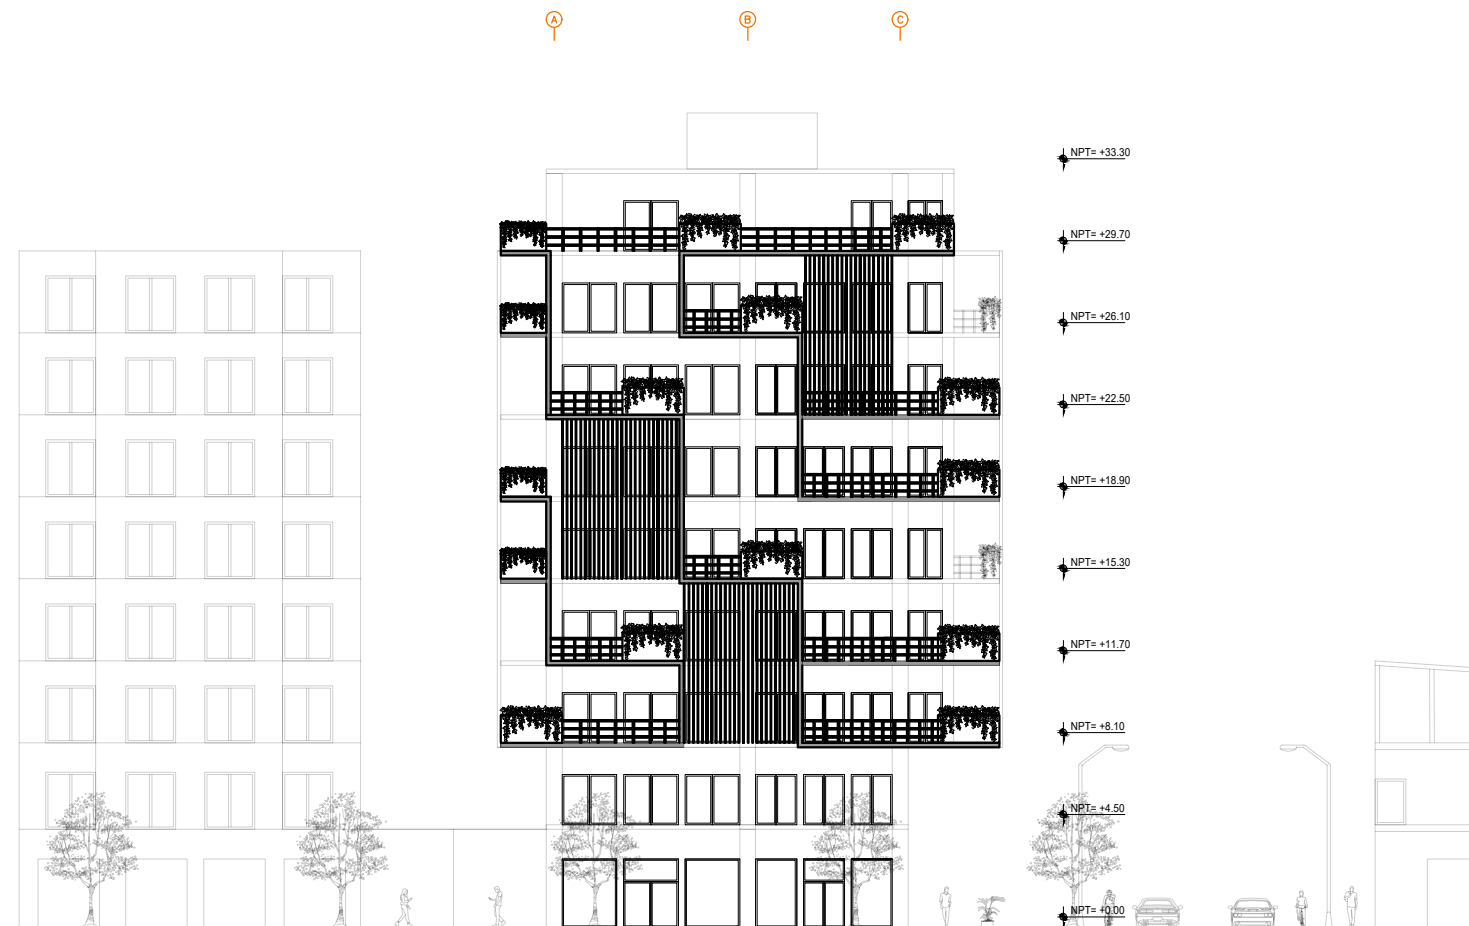 A B C
NPT= +33.30
NPT= +29.70
NPT= +26.10
NPT= +22.50
NPT= +18.90
NPT= +15.30
NPT= +11.70
NPT= +8.10
NPT= +4.50
NPT= +0.00